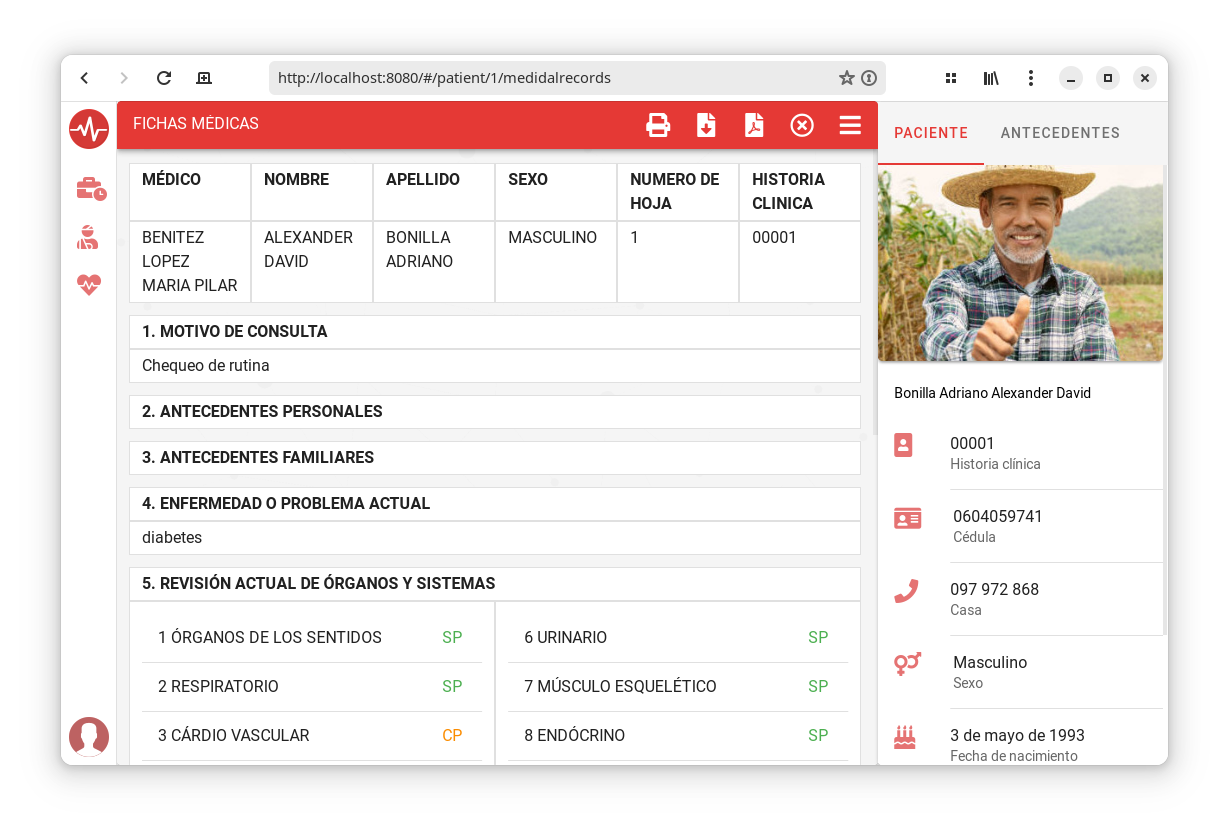 http://localhost:8080/#/patient/1/medidalrecords
FICHAS MÉDICAS
PACIENTE
ANTECEDENTES
MÉDICO
NOMBRE
APELLIDO
SEXO
NUMERO DE
HOJA
HISTORIA
CLINICA
BENITEZ
LOPEZ
MARIA PILAR
ALEXANDER
DAVID
BONILLA
ADRIANO
MASCULINO
1
00001
1. MOTIVO DE CONSULTA
Chequeo de rutina
2. ANTECEDENTES PERSONALES
3. ANTECEDENTES FAMILIARES
4. ENFERMEDAD O PROBLEMA ACTUAL
diabetes
5. REVISIÓN ACTUAL DE ÓRGANOS Y SISTEMAS
1 ÓRGANOS DE LOS SENTIDOS SP
2 RESPIRATORIO SP
3 CÁRDIO VASCULAR CP
6 URINARIO SP
7 MÚSCULO ESQUELÉTICO SP
8 ENDÓCRINO SP
Bonilla Adriano Alexander David
00001
Historia clínica
0604059741
Cédula
097 972 868
Casa
Masculino
Sexo
3 de mayo de 1993
Fecha de nacimiento